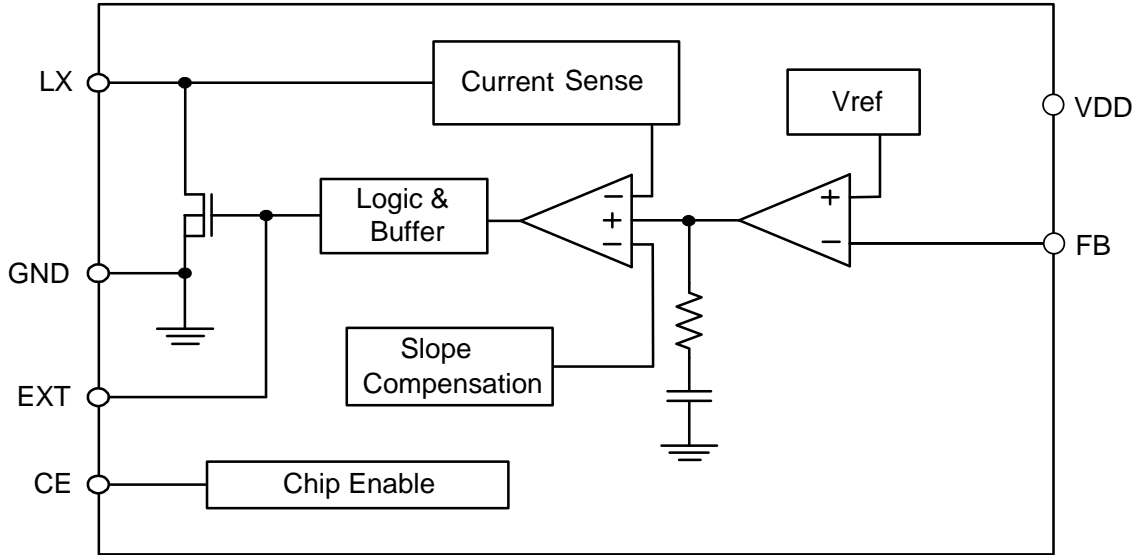 LX
Current Sense
Vref
VDD
Logic &
Buffer
−
+
−
+
−
FB
GND
Slope
Compensation
EXT
CE
Chip Enable